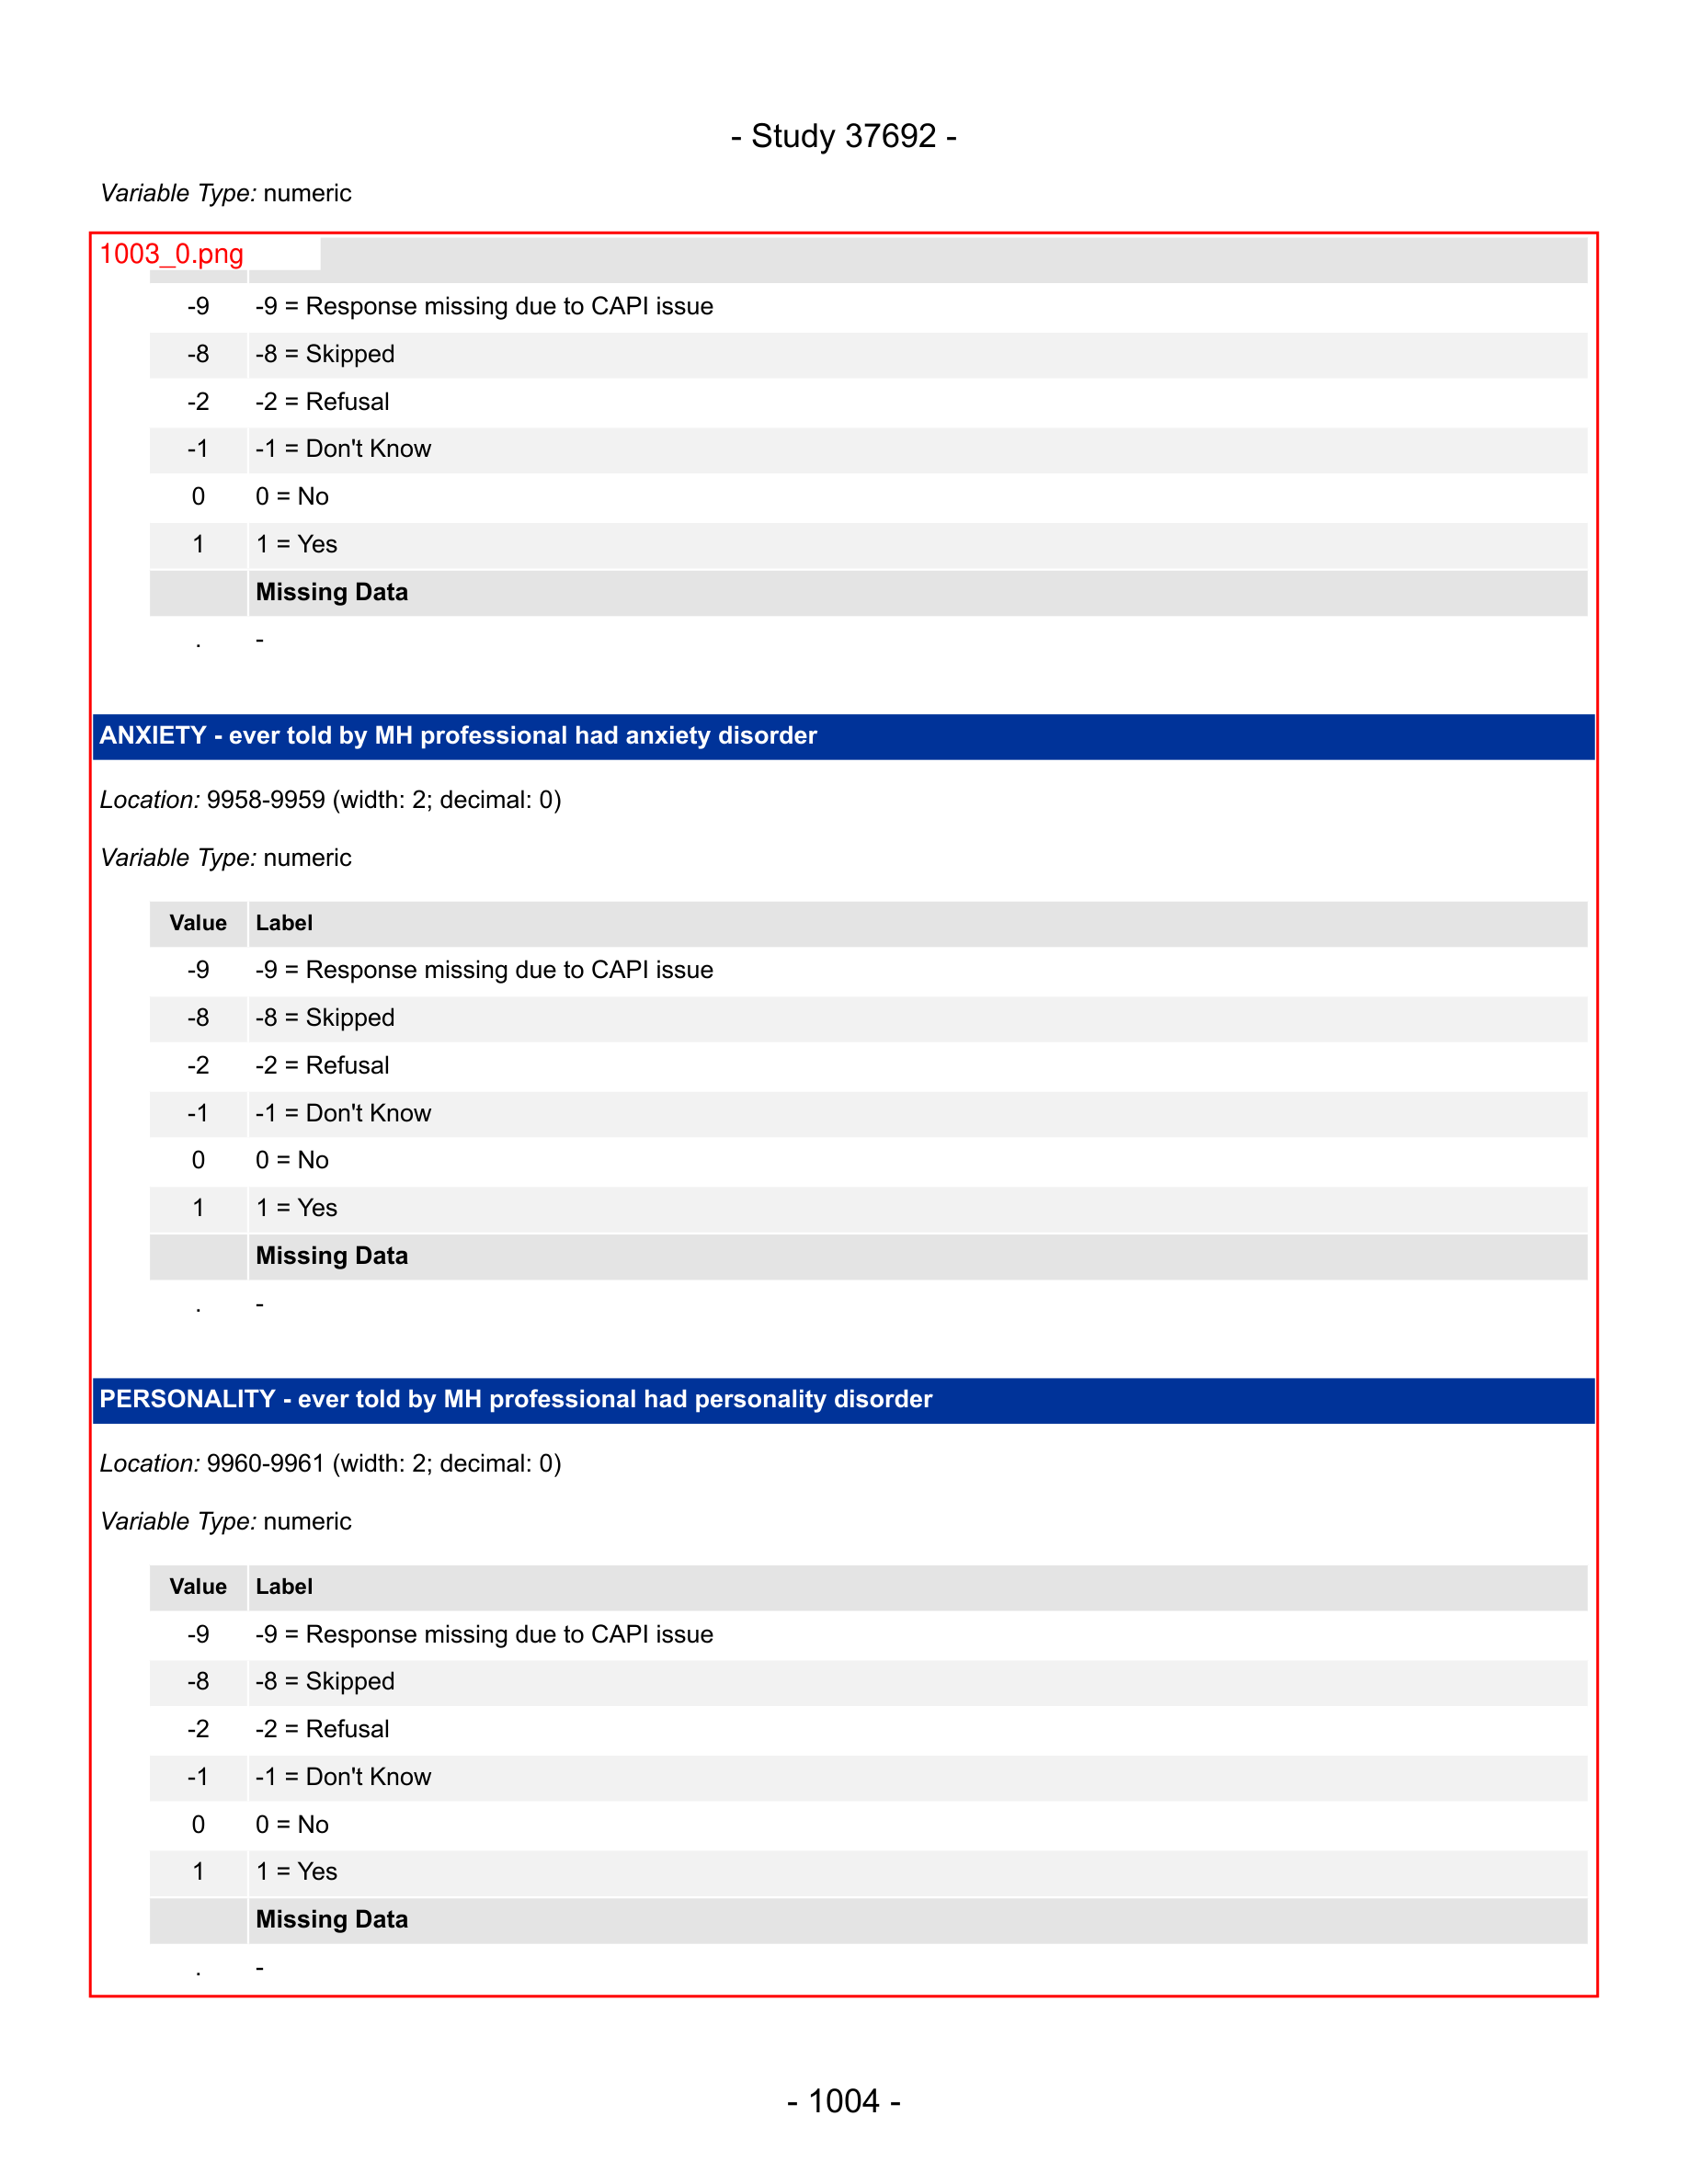 - Study 37692 -
Variable Type: numeric
1003_0.png
-9 -9 = Response missing due to CAPI issue
-8 -8 = Skipped
-2 -2 = Refusal
-1 -1 = Don't Know
0 0 = No
1 1 = Yes
Missing Data
. -
ANXIETY - ever told by MH professional had anxiety disorder
Location: 9958-9959 (width: 2; decimal: 0)
Variable Type: numeric
Value Label
-9 -9 = Response missing due to CAPI issue
-8 -8 = Skipped
-2 -2 = Refusal
-1 -1 = Don't Know
0 0 = No
1 1 = Yes
Missing Data
. -
PERSONALITY - ever told by MH professional had personality disorder
Location: 9960-9961 (width: 2; decimal: 0)
Variable Type: numeric
Value Label
-9 -9 = Response missing due to CAPI issue
-8 -8 = Skipped
-2 -2 = Refusal
-1 -1 = Don't Know
0 0 = No
1 1 = Yes
Missing Data
. -
- 1004 -